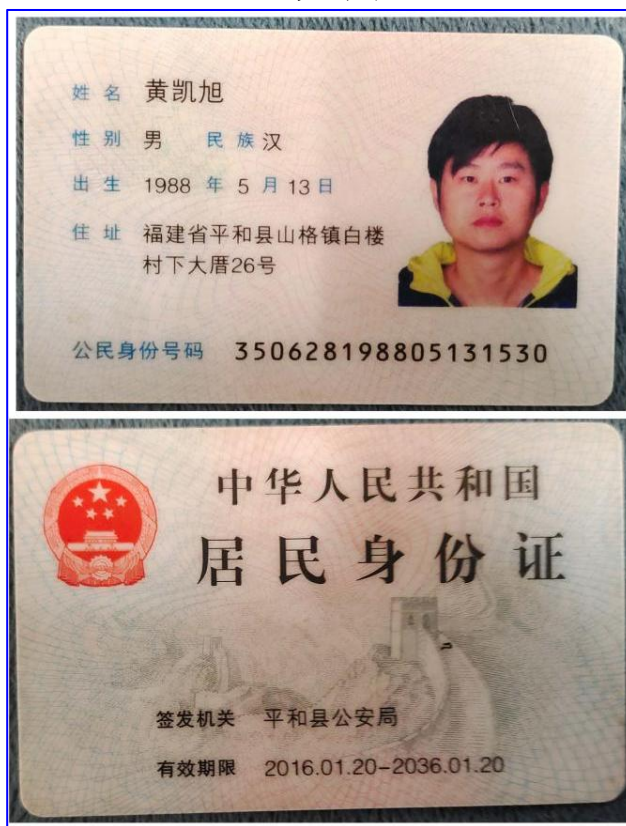 姓名 黄凯旭
性别 男 民族 汉
出生 1988 年 5 月 13 日
住址 福建省平和县山格镇白楼
村下大厝26号
公民身份号码 350628198805131530
中华人民共和国
居民身份证
签发机关 平和县公安局
有效期限 2016.01.20-2036.01.20